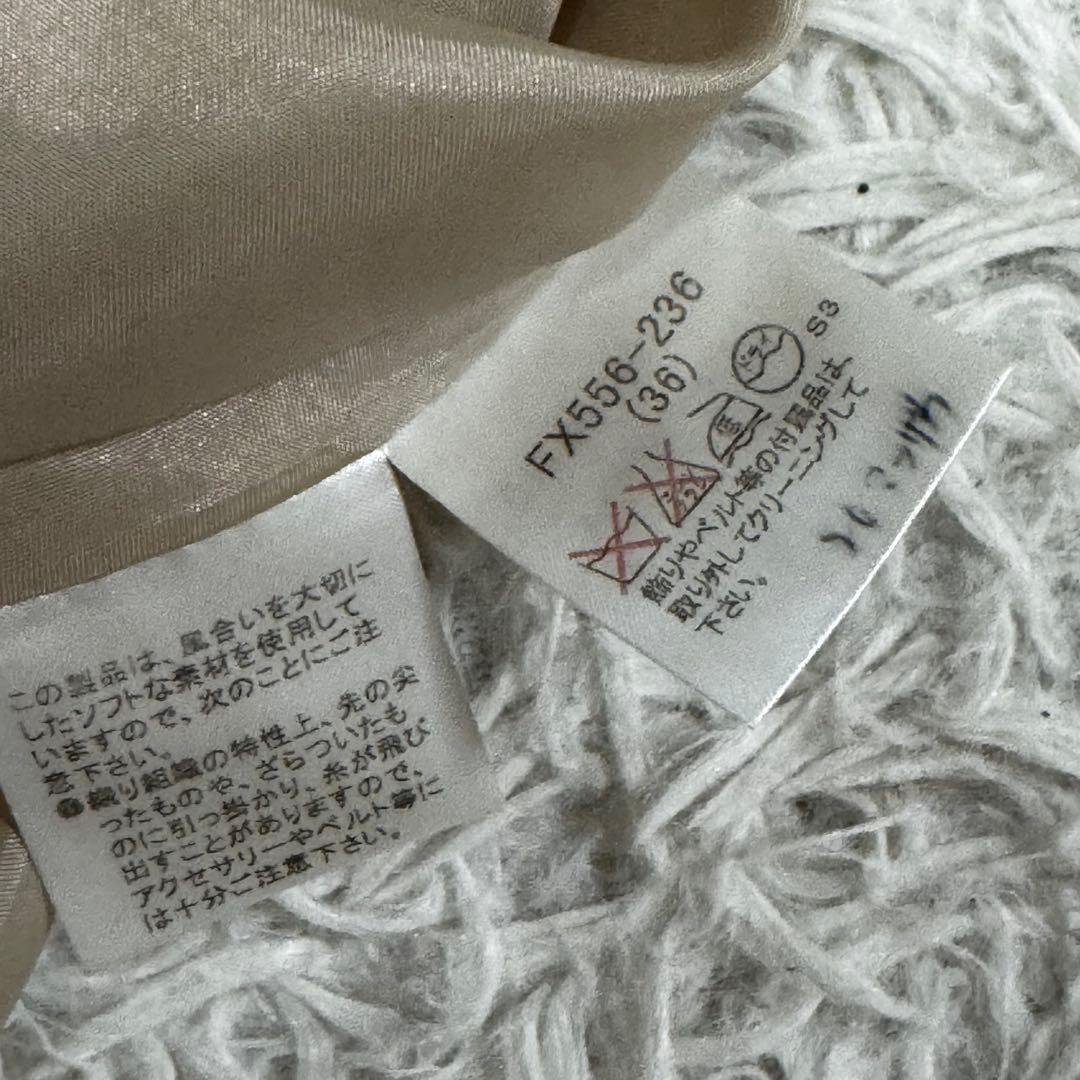 この製品は、風合いを大切に
したソフトな素材を使用して
いますので、次のことにご注
意下さい。
●織り組織の特性上、先の尖
ったものや、ざらついたも
のに引っ掛かり、糸が飛び
出すことがありますので、
アクセサリーやベルト等に
は十分ご注意下さい。
FX556-236
(36)
ドライ
S3
飾りやベルト等の付属品は、
取り外してクリーニングして
下さい。